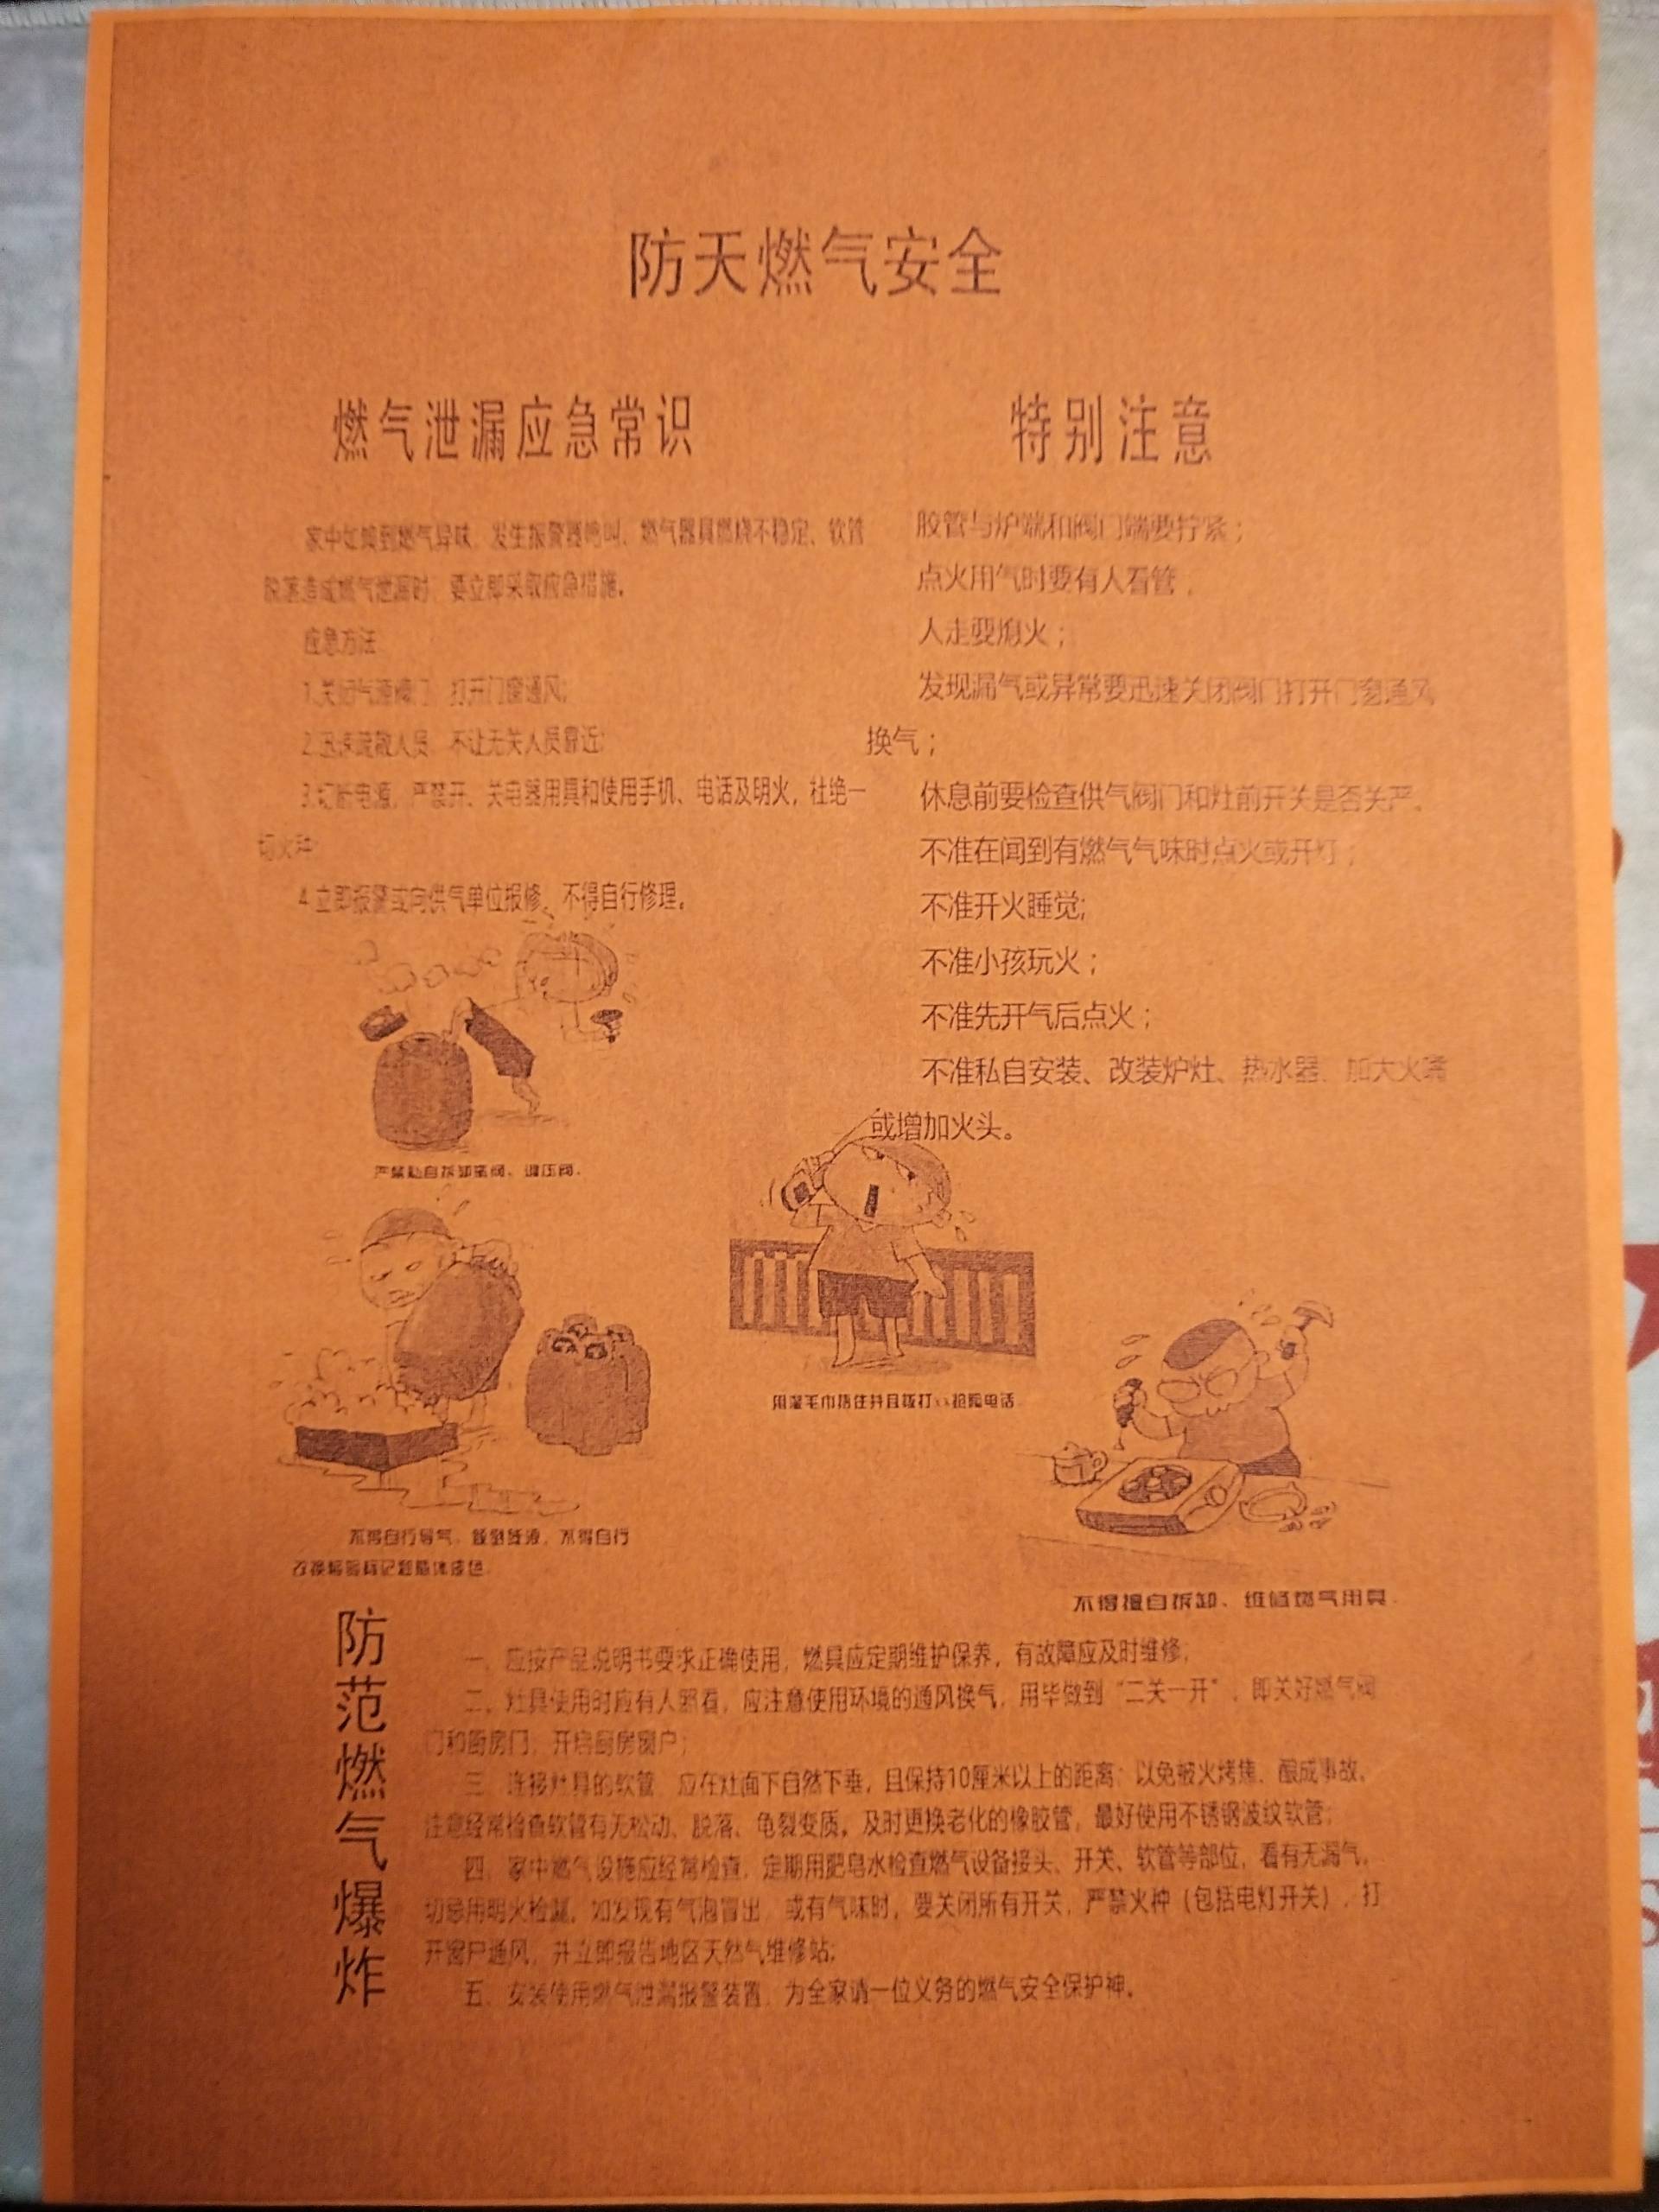 防天燃气安全
燃气泄漏应急常识
家中如嗅到燃气异味、发生报警器鸣叫、燃气器具燃烧不稳定、软管
脱落造成燃气泄漏时，要立即采取应急措施。
应急方法
1.关闭气源阀门，打开门窗通风;
2.迅速疏散人员，不让无关人员靠近;
3.切断电源，严禁开、关电器用具和使用手机、电话及明火，杜绝一
切火种
4.立即报警或向供气单位报修，不得自行修理。
特别注意
胶管与炉端和阀门端要拧紧；
点火用气时要有人看管，
人走要熄火；
发现漏气或异常要迅速关闭阀门打开门窗通风
换气；
休息前要检查供气阀门和灶前开关是否关严。
不准在闻到有燃气气味时点火或开灯；
不准开火睡觉;
不准小孩玩火；
不准先开气后点火；
不准私自安装、改装炉灶、热水器、加大火嘴
或增加火头。
严禁私自拆卸瓶阀、调压阀.
用湿毛巾捂住并且拨打 抢险电话
不得自行导气、 残液, 不得自行
改换 标记和瓶体漆色.
不得擅自拆卸、维修燃气用具.
防范燃气爆炸
一、应按产品说明书要求正确使用，燃具应定期维护保养，有故障应及时维修;
二、灶具使用时应有人照看，应注意使用环境的通风换气，用毕做到“二关一开”，即关好燃气阀
门和厨房门，开启厨房窗户;
三、连接灶具的软管，应在灶面下自然下垂，且保持10厘米以上的距离，以免被火烤焦、酿成事故。
注意经常检查软管有无松动、脱落、龟裂变质，及时更换老化的橡胶管，最好使用不锈钢波纹软管;
四、家中燃气设施应经常检查，定期用肥皂水检查燃气设备接头、开关、软管等部位，看有无漏气，
切忌用明火检漏，如发现有气泡冒出，或有气味时，要关闭所有开关，严禁火种（包括电灯开关），打
开窗户通风，并立即报告地区天然气维修站;
五、安装使用燃气泄漏报警装置，为全家请一位义务的燃气安全保护神。